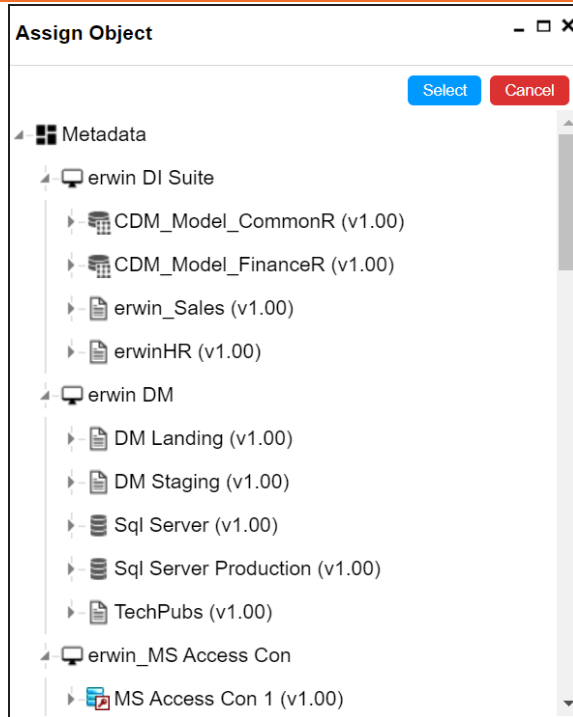 Assign Object
Select Cancel
Metadata
erwin DI Suite
CDM_Model_CommonR (v1.00)
CDM_Model_FinanceR (v1.00)
erwin_Sales (v1.00)
erwinHR (v1.00)
erwin DM
DM Landing (v1.00)
DM Staging (v1.00)
Sql Server (v1.00)
Sql Server Production (v1.00)
TechPubs (v1.00)
erwin_MS Access Con
MS Access Con 1 (v1.00)